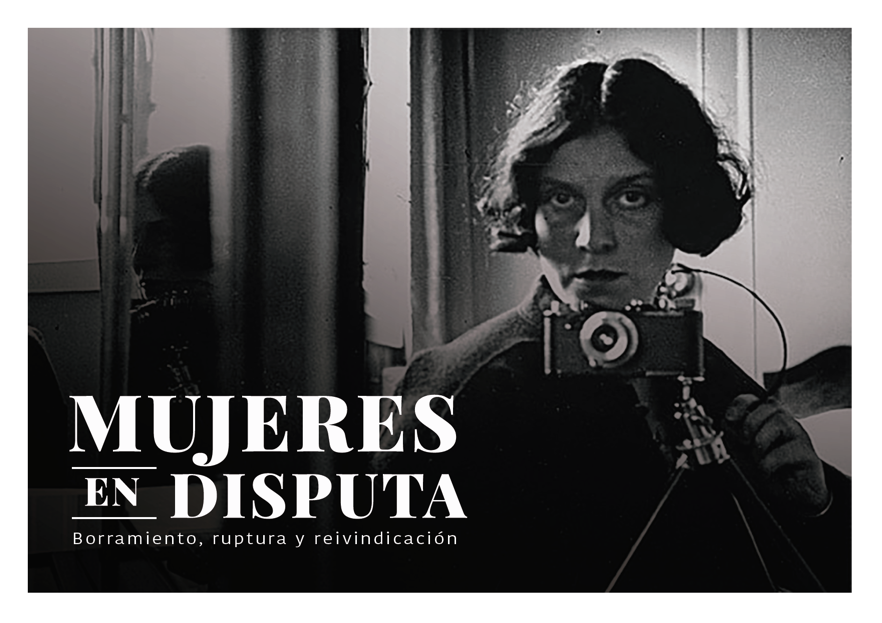 MUJERES
EN DISPUTA
Borramiento, ruptura y reivindicación